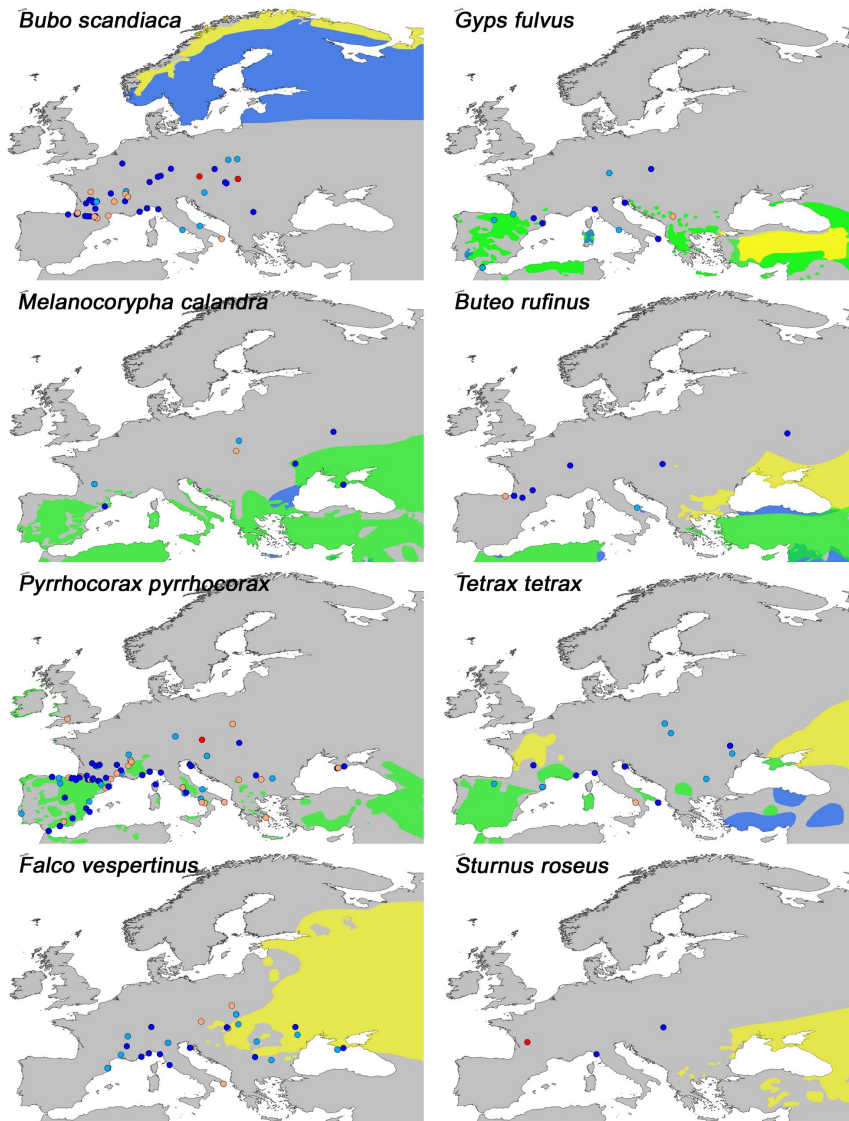 Bubo scandiaca
Gyps fulvus
Melanocorypha calandra
Buteo rufinus
Pyrrhocorax pyrrhocorax
Tetrax tetrax
Falco vespertinus
Sturnus roseus